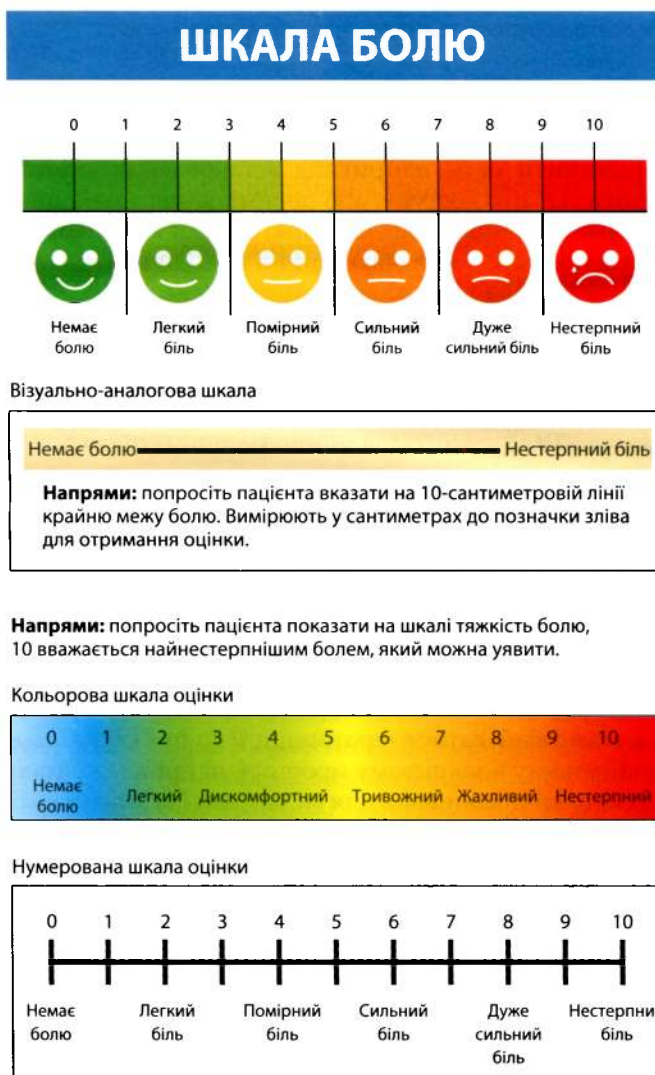 ШКАЛА БОЛЮ
0 1 2 3 4 5 6 7 8 9 10
Немає болю
Легкий біль
Помірний біль
Сильний біль
Дуже сильний біль
Нестерпний біль
Візуально-аналогова шкала
Немає болю Нестерпний біль
Напрями: попросіть пацієнта вказати на 10-сантиметровій лінії
крайню межу болю. Вимірюють у сантиметрах до позначки зліва
для отримання оцінки.
Напрями: попросіть пацієнта показати на шкалі тяжкість болю,
10 вважається найнестерпнішим болем, який можна уявити.
Кольорова шкала оцінки
0 1 2 3 4 5 6 7 8 9 10
Немає болю
Легкий Дискомфортний Тривожний Жахливий Нестерпний
Нумерована шкала оцінки
0 1 2 3 4 5 6 7 8 9 10
Немає болю
Легкий біль
Помірний біль
Сильний біль
Дуже сильний біль
Нестерпни біль